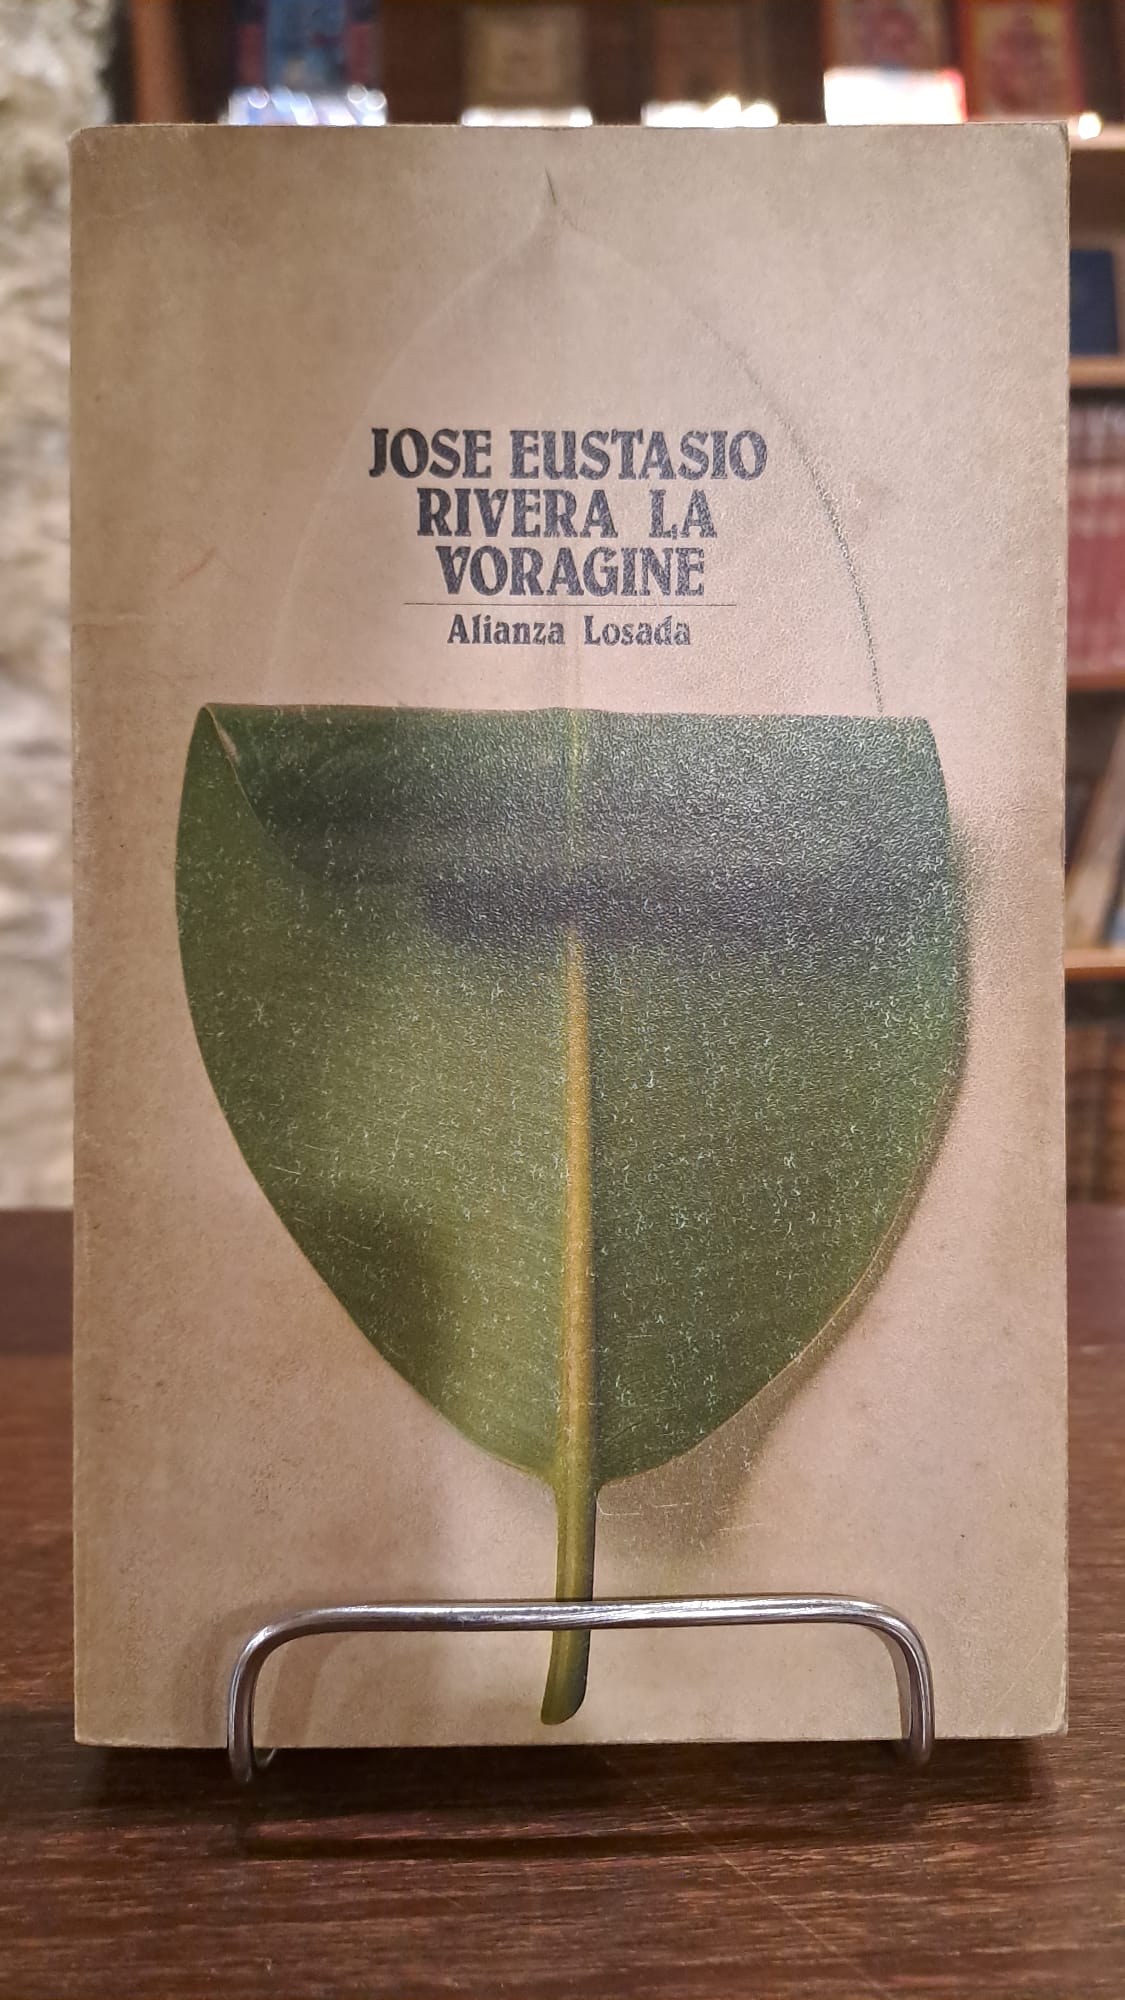 JOSE EUSTASIO
RIVERA LA
VORAGINE
Alianza Losada